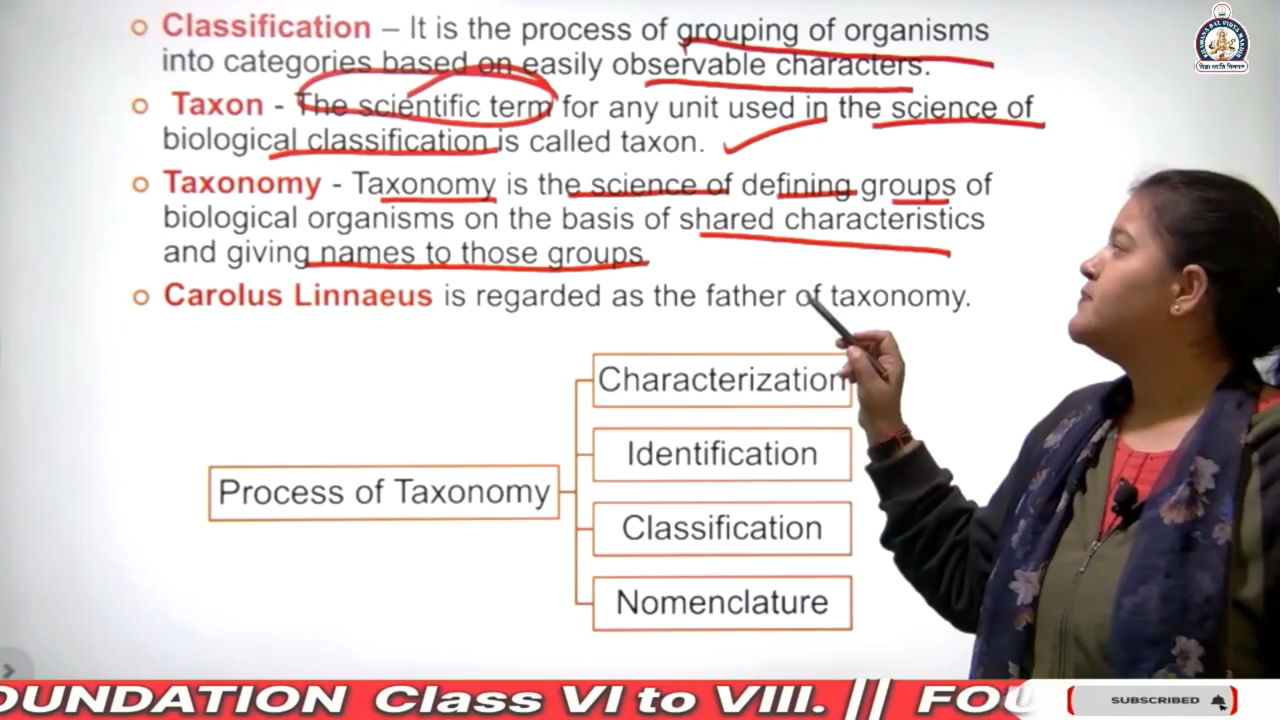 ○ Classification – It is the process of grouping of organisms
into categories based on easily observable characters.
○ Taxon - The scientific term for any unit used in the science of
biological classification is called taxon.
○ Taxonomy - Taxonomy is the science of defining groups of
biological organisms on the basis of shared characteristics
and giving names to those groups.
○ Carolus Linnaeus is regarded as the father of taxonomy.
Characterization
Identification
Process of Taxonomy
Classification
Nomenclature
OUNDATION Class VI to VIII. || FOU
SUBSCRIBED